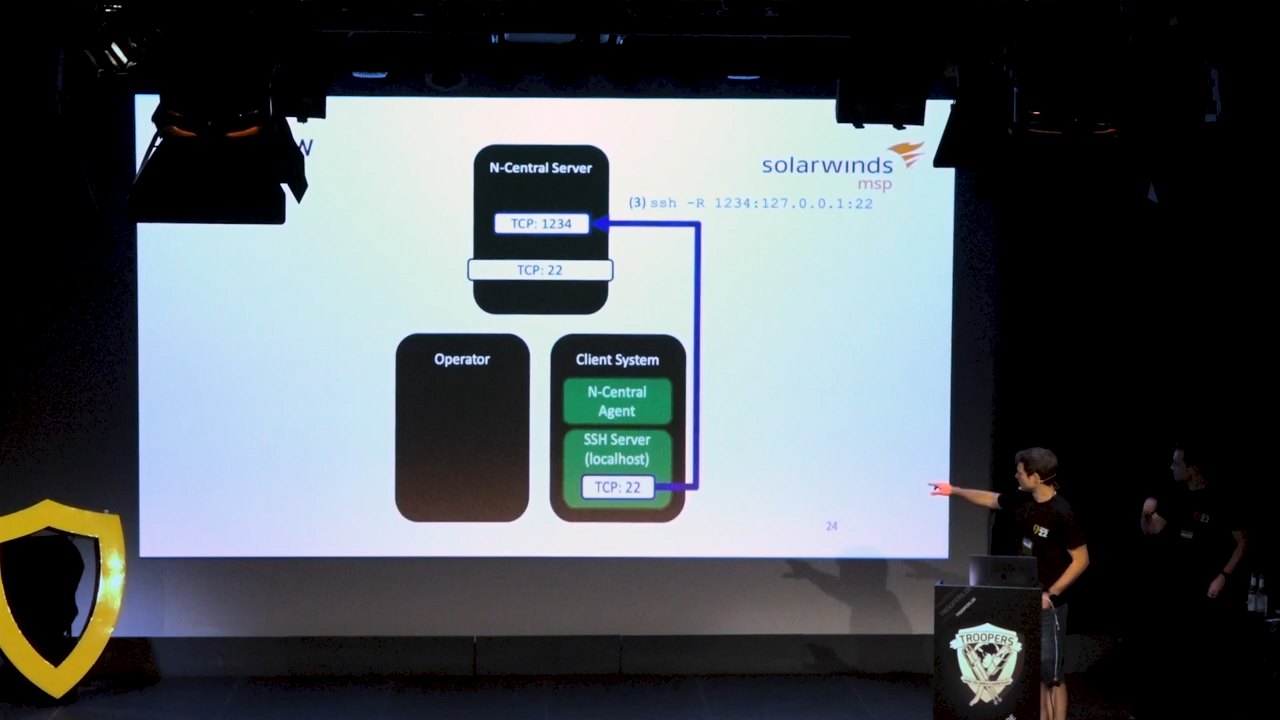 w
N-Central Server
solarwinds
msp
(3) ssh -R 1234:127.0.0.1:22
TCP: 1234
TCP: 22
Operator
Client System
N-Central
Agent
SSH Server
(localhost)
TCP: 22
24
22
TROOPERS